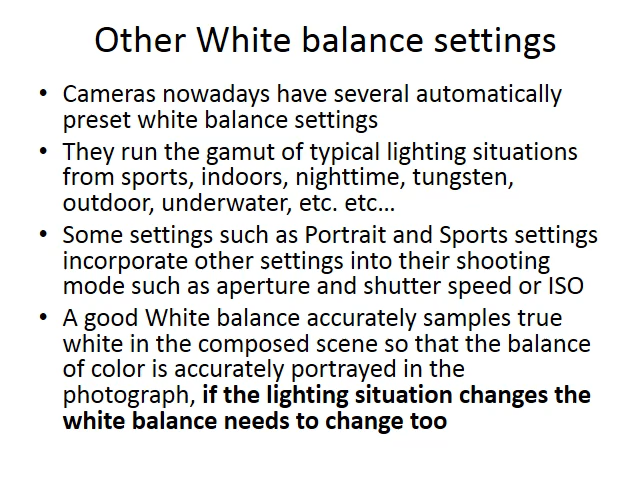 Other White balance settings
• Cameras nowadays have several automatically
preset white balance settings
• They run the gamut of typical lighting situations
from sports, indoors, nighttime, tungsten,
outdoor, underwater, etc. etc…
• Some settings such as Portrait and Sports settings
incorporate other settings into their shooting
mode such as aperture and shutter speed or ISO
• A good White balance accurately samples true
white in the composed scene so that the balance
of color is accurately portrayed in the
photograph, if the lighting situation changes the
white balance needs to change too